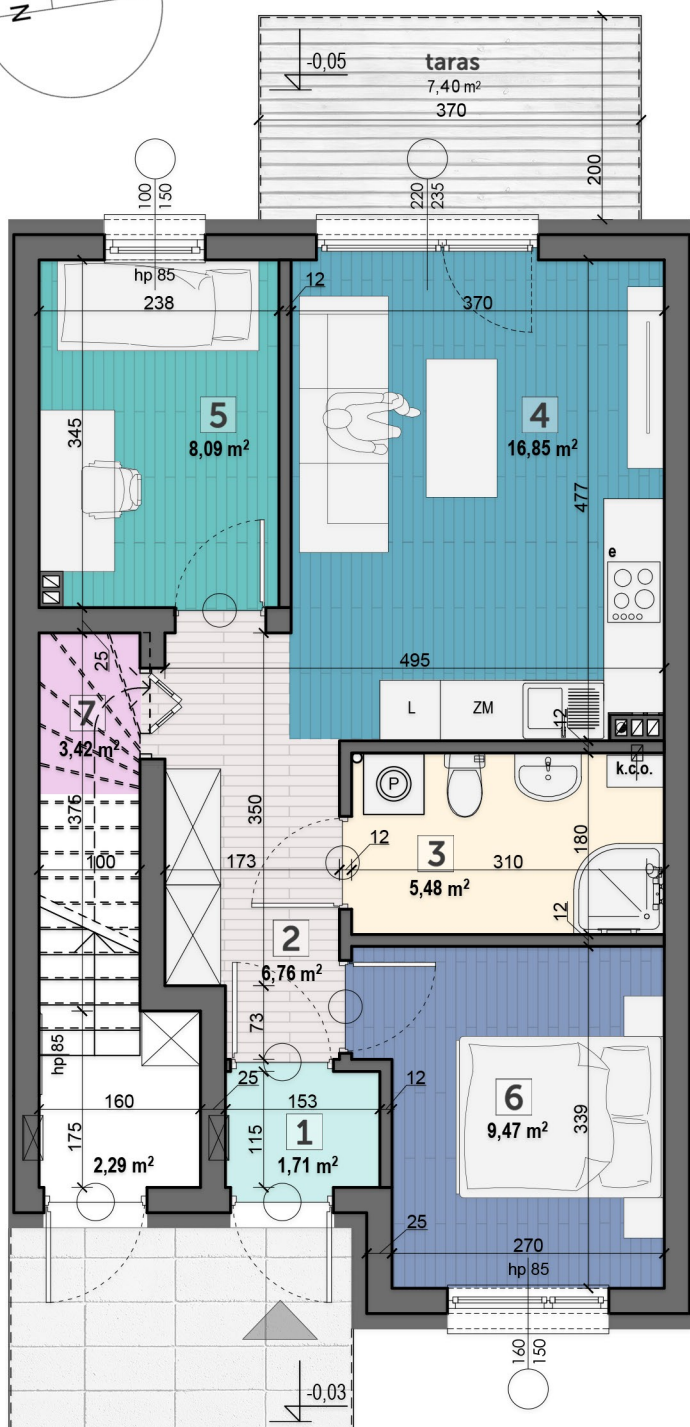 N
-0,05
taras
7,40 m²
370
200
100
150
220
235
hp 85
238
12
370
5
8,09 m²
4
16,85 m²
345
477
e
25
495
7
3,42 m²
L
ZM
12
k.c.o.
P
375
350
12
180
3
310
5,48 m²
100
173
12
2
6,76 m²
73
hp 85
25
12
160
153
6
9,47 m²
339
175
115
1
2,29 m²
1,71 m²
25
270
hp 85
160
150
-0,03